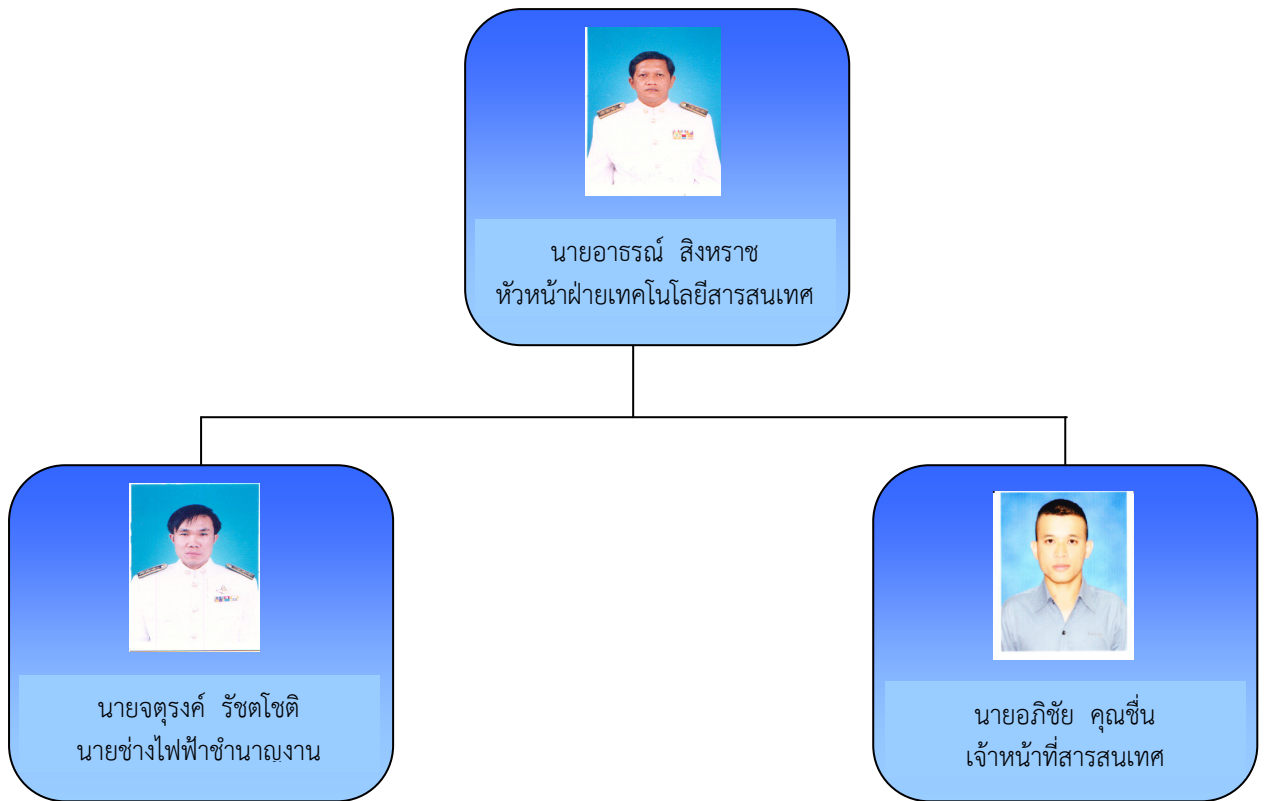 นายอาธรณ์ สิงหราช
หัวหน้าฝ่ายเทคโนโลยีสารสนเทศ
นายจตุรงค์ รัชตโชติ
นายช่างไฟฟ้าชำนาญงาน
นายอภิชัย คุณชื่น
เจ้าหน้าที่สารสนเทศ